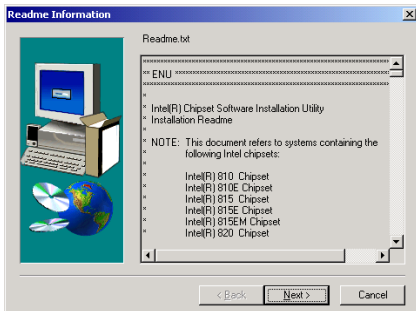 Readme Information
Readme.txt
** ENU **************************************************
*********************************************************
*
* Intel(R) Chipset Software Installation Utility
* Installation Readme
*
* NOTE: This document refers to systems containing the
* following Intel chipsets:
*
* Intel(R) 810 Chipset
* Intel(R) 810E Chipset
* Intel(R) 815 Chipset
* Intel(R) 815E Chipset
* Intel(R) 815EM Chipset
* Intel(R) 820 Chipset
< Back
Next >
Cancel